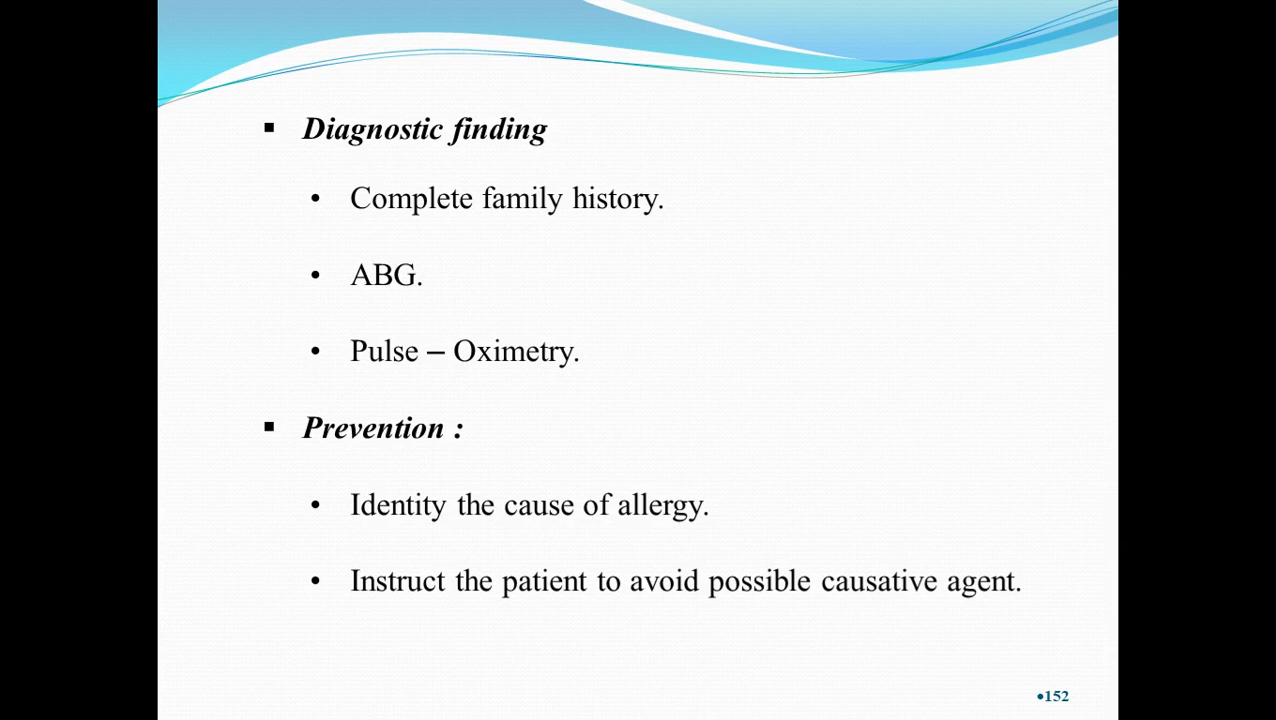 ▪ Diagnostic finding
• Complete family history.
• ABG.
• Pulse – Oximetry.
▪ Prevention :
• Identity the cause of allergy.
• Instruct the patient to avoid possible causative agent.
•152